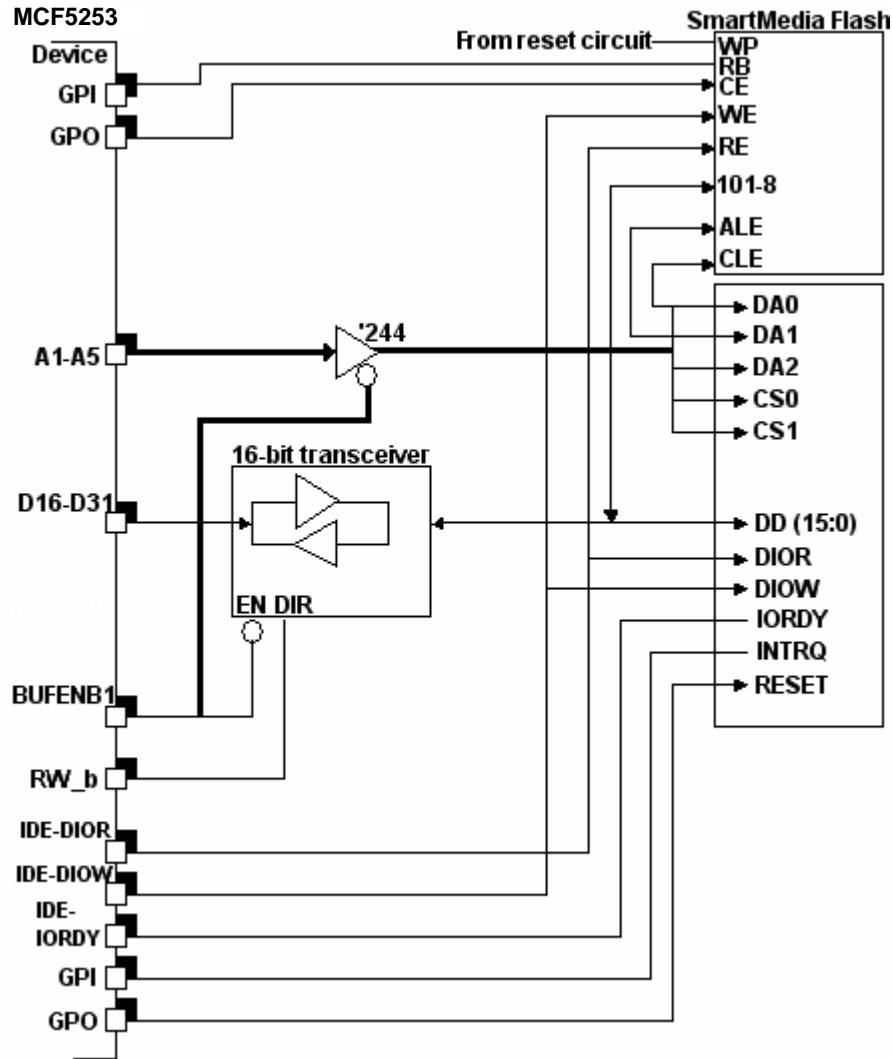 MCF5253
SmartMedia Flash
Device
From reset circuit
WP
RB
GPI
CE
GPO
WE
RE
101-8
ALE
CLE
DA0
'244
DA1
A1-A5
DA2
CS0
CS1
16-bit transceiver
D16-D31
DD (15:0)
DIOR
DIOW
EN DIR
IORDY
INTRQ
RESET
BUFENB1
RW_b
IDE-DIOR
IDE-DIOW
IDE-
IORDY
GPI
GPO